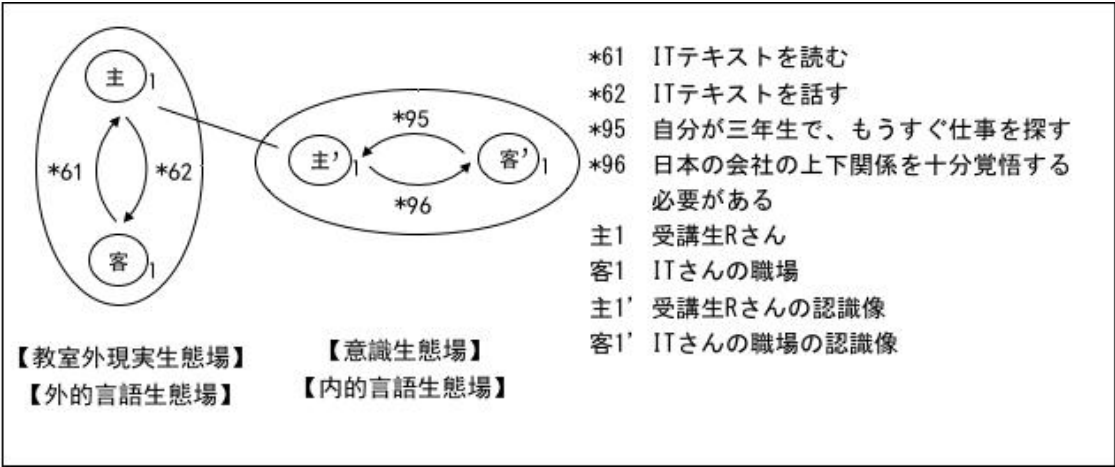 主1
*61
*62
客1
*95
主’1
客’1
*96
【教室外現実生態場】
【外的言語生態場】
【意識生態場】
【内的言語生態場】
*61 ITテキストを読む
*62 ITテキストを話す
*95 自分が三年生で、もうすぐ仕事を探す
*96 日本の会社の上下関係を十分覚悟する
必要がある
主1 受講生Rさん
客1 ITさんの職場
主1’ 受講生Rさんの認識像
客1’ ITさんの職場の認識像